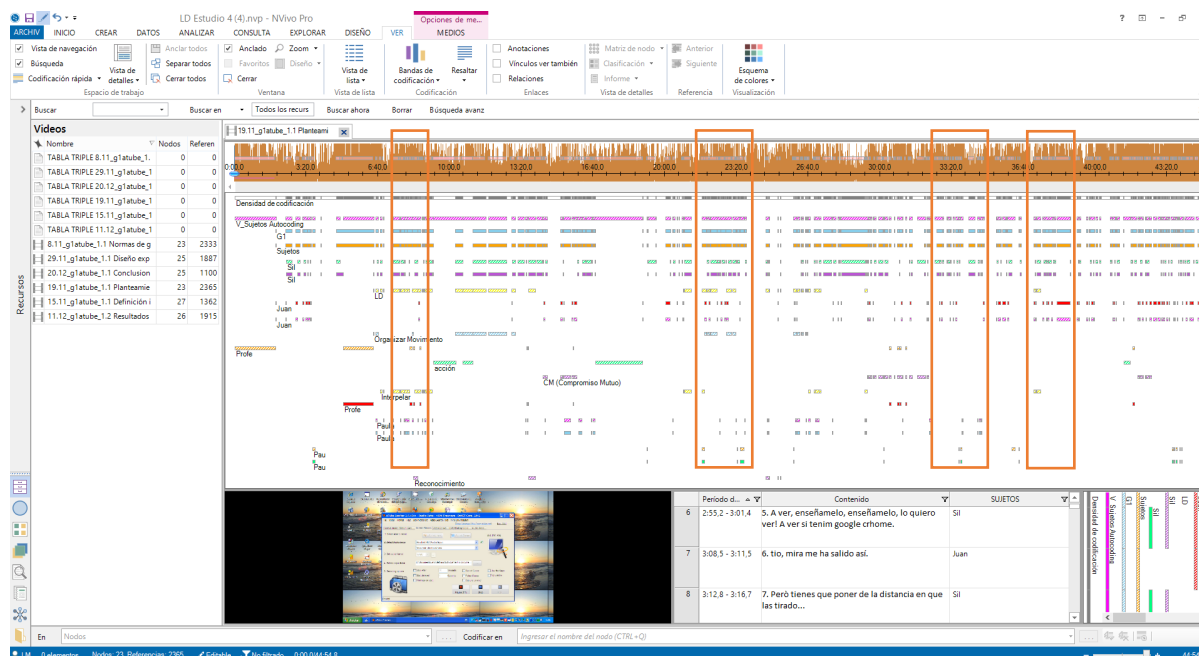 LD Estudio 4 (4).nvp - NVivo Pro
Opciones de me...
? - 
ARCHIV INICIO CREAR DATOS ANALIZAR CONSULTA EXPLORAR DISEÑO VER MEDIOS
Vista de navegación
Búsqueda
Codificación rápida
Vista de detalles
Espacio de trabajo
Anclar todos
Separar todos
Cerrar todos
Anclado Zoom
Favoritos Diseño
Cerrar
Ventana
Vista de lista
Vista de lista
Bandas de codificación
Resaltar
Codificación
Anotaciones
Vínculos ver también
Relaciones
Enlaces
Matriz de nodo
Clasificación
Informe
Vista de detalles
Anterior
Siguiente
Referencia
Esquema de colores
Visualización
Buscar Buscar en Todos los recurs Buscar ahora Borrar Búsqueda avanz
Recursos
Videos
Nombre Nodos Referen
TABLA TRIPLE 8.11_g1atube_1. 0 0
TABLA TRIPLE 29.11_g1atube_1 0 0
TABLA TRIPLE 20.12_g1atube_1 0 0
TABLA TRIPLE 19.11_g1atube_1 0 0
TABLA TRIPLE 15.11_g1atube_1 0 0
TABLA TRIPLE 11.12_g1atube_1 0 0
8.11_g1atube_1.1 Normas de g 23 2333
29.11_g1atube_1.1 Diseño exp 25 1887
20.12_g1atube_1.1 Conclusion 25 1100
19.11_g1atube_1.1 Planteamie 23 2365
15.11_g1atube_1.1 Definición i 27 1362
11.12_g1atube_1.2 Resultados 26 1915
19.11_g1atube_1.1 Planteami
0:00,0 3:20,0 6:40,0 10:00,0 13:20,0 16:40,0 20:00,0 23:20,0 26:40,0 30:00,0 33:20,0 36:40,0 40:00,0 43:20,0
Densidad de codificación
V_Sujetos Autocoding
G1
Sujetos
Sil
Sil
LD
Juan
Juan
Organizar Movimiento
Profe
acción
CM (Compromiso Mutuo)
Interpelar
Profe
Paula
Paula
Pau
Pau
Reconocimiento
Período d... Contenido SUJETOS
6 2:55,2 - 3:01,4 5. A ver, enseñamelo, enseñamelo, lo quiero Sil
ver! A ver si tenim google crhome.
7 3:08,5 - 3:11,5 6. tio, mira me ha salido así. Juan
8 3:12,8 - 3:16,7 7. Però tienes que poner de la distancia en que Sil
las tirado...
Densidad de codificación
V_Sujetos Autocoding
G1
Sujetos
Sil
Sil
LD
En Nodos Codificar en Ingresar el nombre del nodo (CTRL+Q)
LM 0 elementos Nodos: 23 Referencias: 2365 Editable No filtrado 0:00,0/44:54,8 44:54